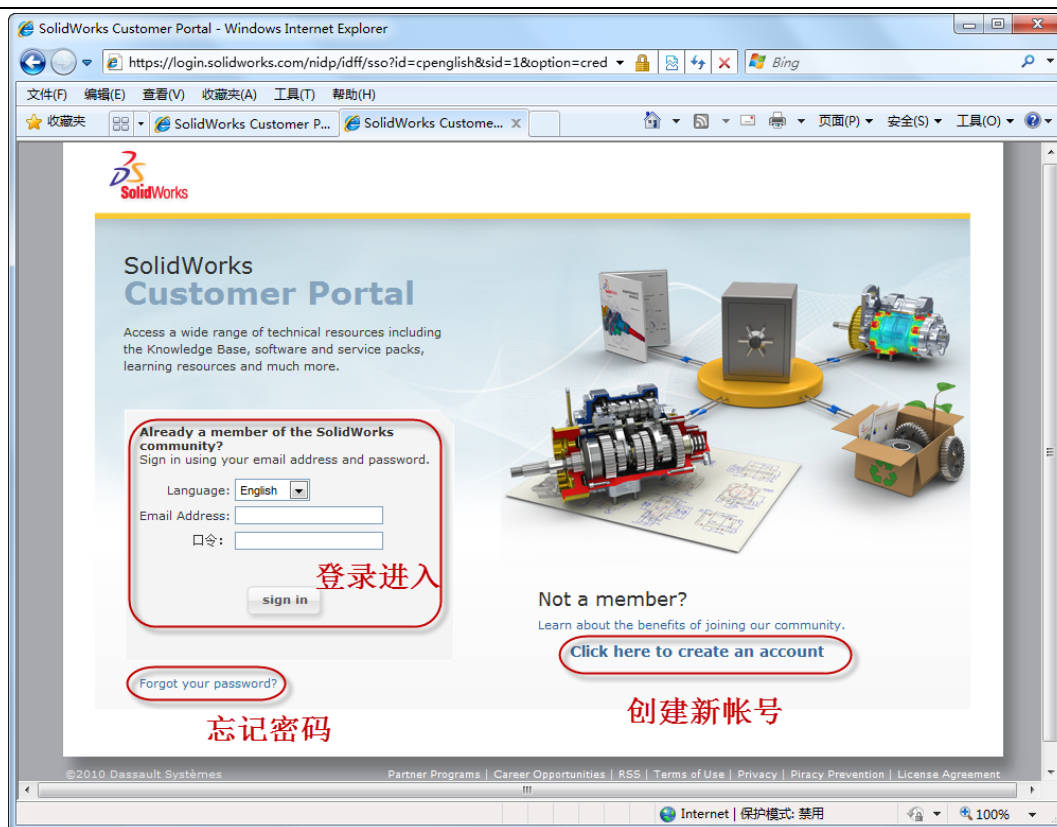 SolidWorks Customer Portal - Windows Internet Explorer
https://login.solidworks.com/nidp/idff/sso?id=cpenglish&sid=1&option=cred
Bing
文件(F) 编辑(E) 查看(V) 收藏夹(A) 工具(T) 帮助(H)
收藏夹 SolidWorks Customer P... SolidWorks Custome... X 页面(P) 安全(S) 工具(O)
SolidWorks
SolidWorks
Customer Portal
Access a wide range of technical resources including
the Knowledge Base, software and service packs,
learning resources and much more.
Already a member of the SolidWorks
community?
Sign in using your email address and password.
Language: English
Email Address:
口令:
登录进入
sign in
Forgot your password?
忘记密码
Not a member?
Learn about the benefits of joining our community.
Click here to create an account
创建新帐号
©2010 Dassault Systèmes Partner Programs | Career Opportunities | RSS | Terms of Use | Privacy | Piracy Prevention | License Agreement
Internet | 保护模式: 禁用 100%